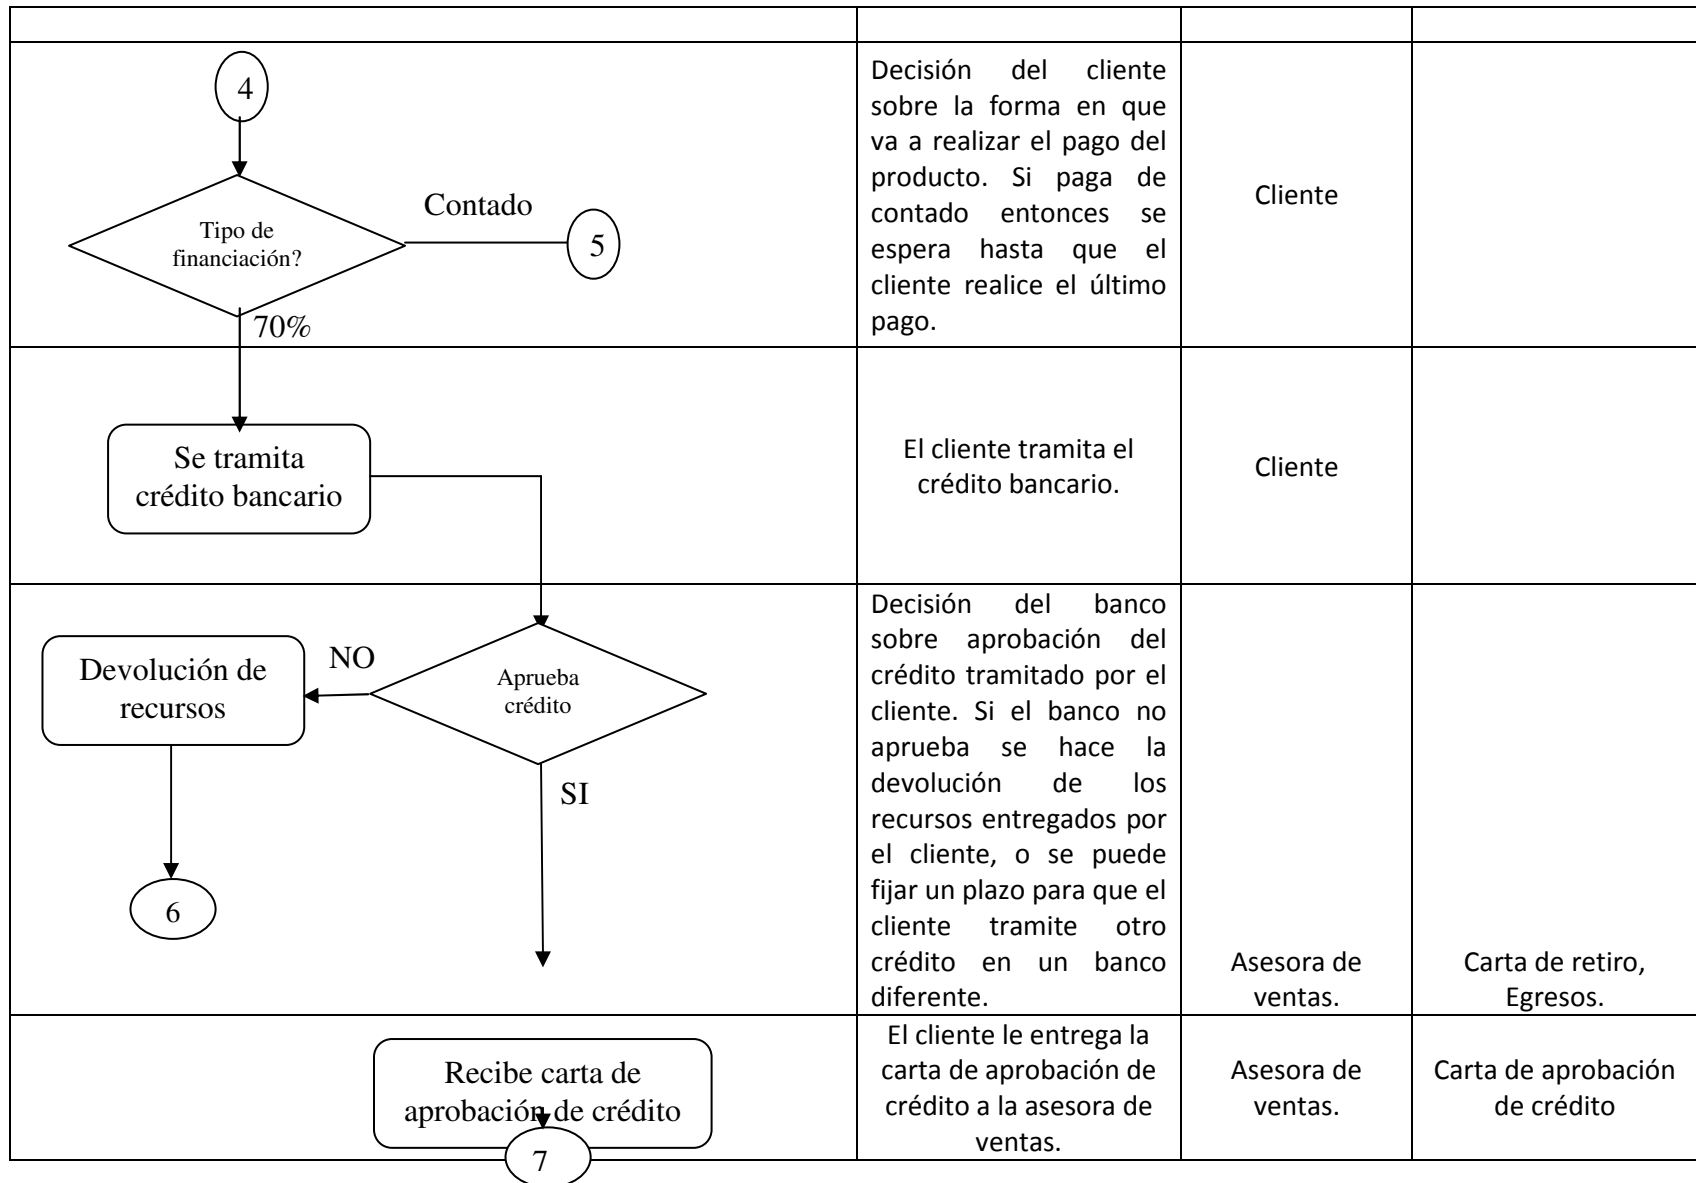 4
Tipo de
financiación?
Contado
5
70%
Decisión del cliente
sobre la forma en que
va a realizar el pago del
producto. Si paga de
contado entonces se
espera hasta que el
cliente realice el último
pago.
Cliente
Se tramita
crédito bancario
El cliente tramita el
crédito bancario.
Cliente
Devolución de
recursos
NO
Aprueba
crédito
SI
6
Decisión del banco
sobre aprobación del
crédito tramitado por el
cliente. Si el banco no
aprueba se hace la
devolución de los
recursos entregados por
el cliente, o se puede
fijar un plazo para que el
cliente tramite otro
crédito en un banco
diferente.
Asesora de
ventas.
Carta de retiro,
Egresos.
Recibe carta de
aprobación de crédito
7
El cliente le entrega la
carta de aprobación de
crédito a la asesora de
ventas.
Asesora de
ventas.
Carta de aprobación
de crédito